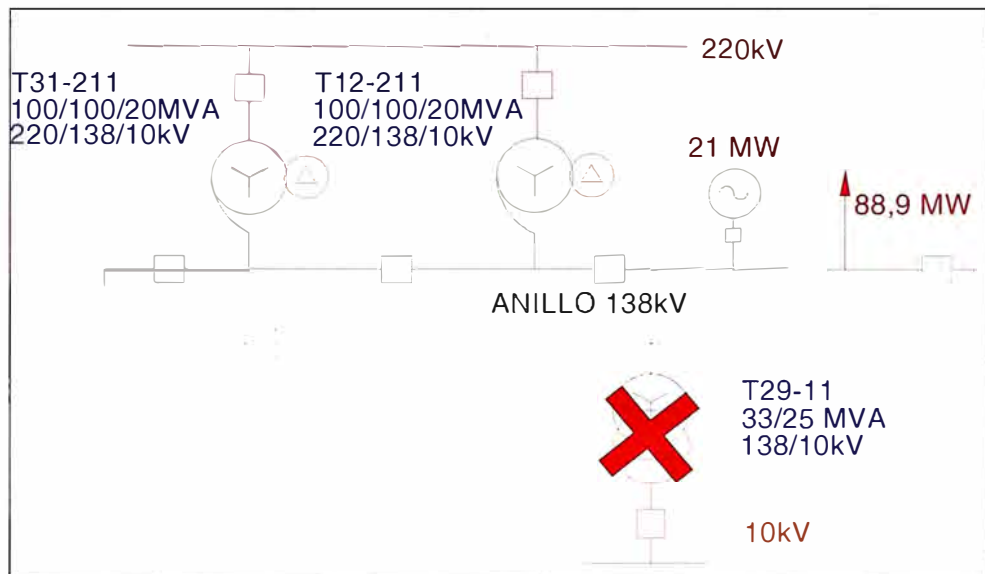 220kV
T31-211
100/100/20MVA
220/138/10kV
T12-211
100/100/20MVA
220/138/10kV
21 MW
88,9 MW
ANILLO 138kV
T29-11
33/25 MVA
138/10kV
10kV